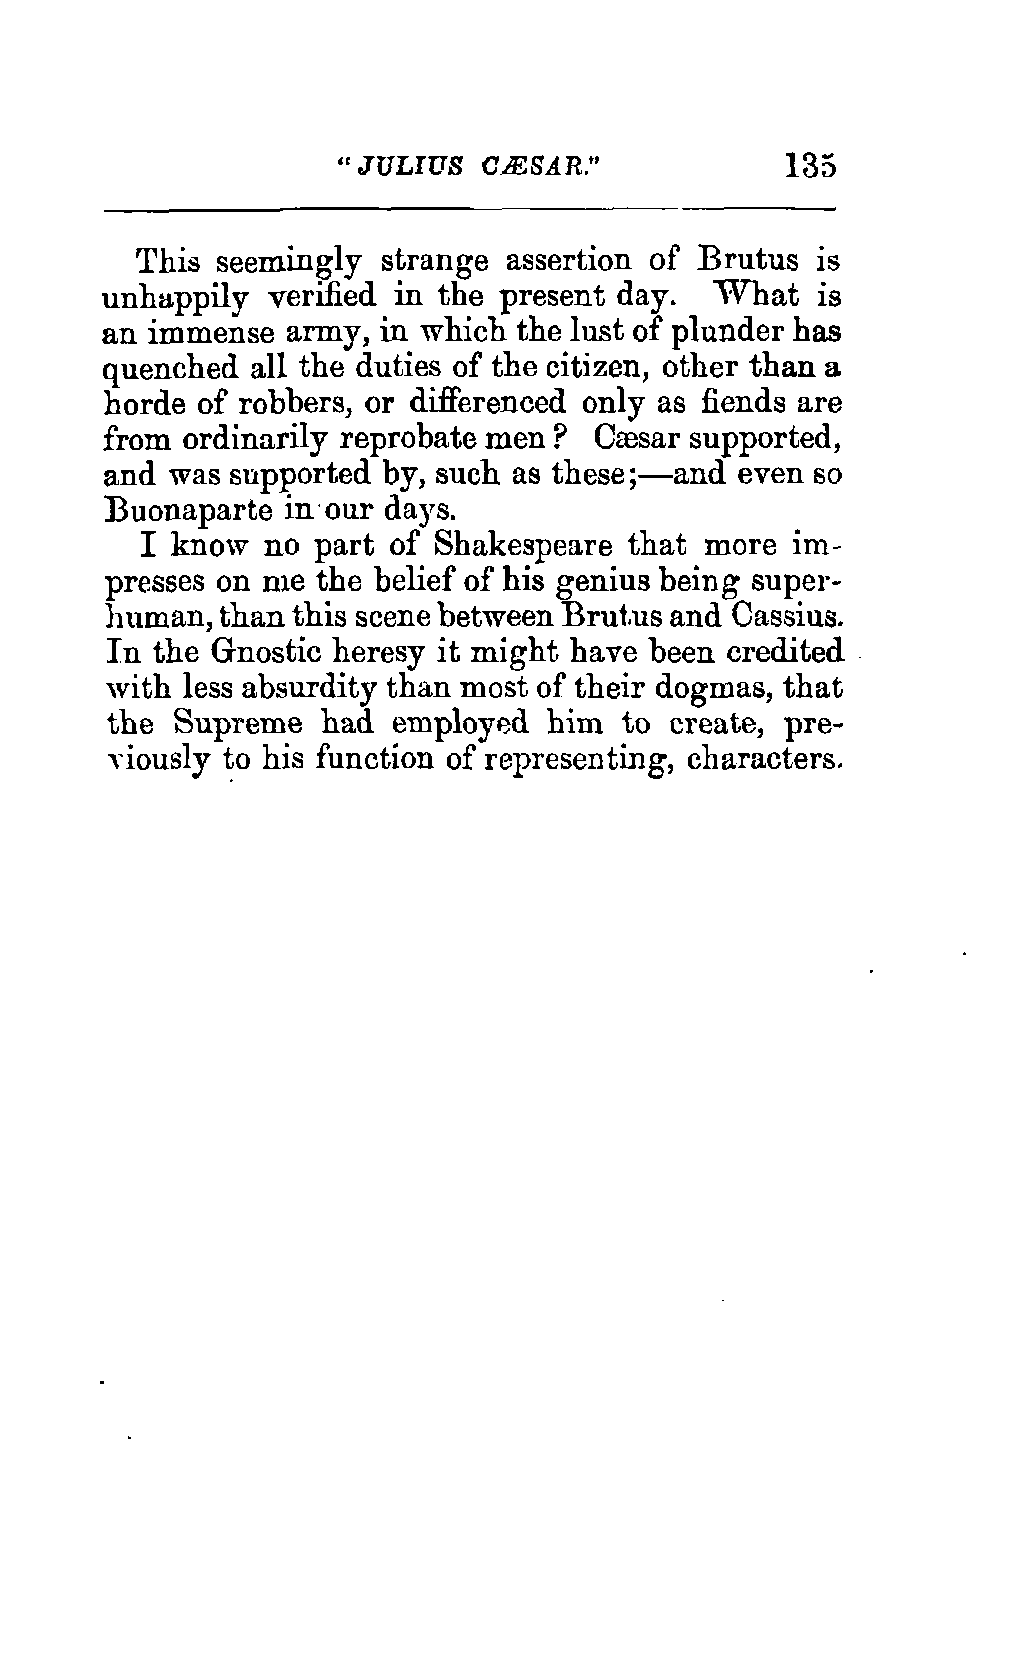 "JULIUS CÆSAR." 135
This seemingly strange assertion of Brutus is
unhappily verified in the present day. What is
an immense army, in which the lust of plunder has
quenched all the duties of the citizen, other than a
horde of robbers, or differenced only as fiends are
from ordinarily reprobate men? Cæsar supported,
and was supported by, such as these;—and even so
Buonaparte in our days.
I know no part of Shakespeare that more im-
presses on me the belief of his genius being super-
human, than this scene between Brutus and Cassius.
In the Gnostic heresy it might have been credited
with less absurdity than most of their dogmas, that
the Supreme had employed him to create, pre-
viously to his function of representing, characters.